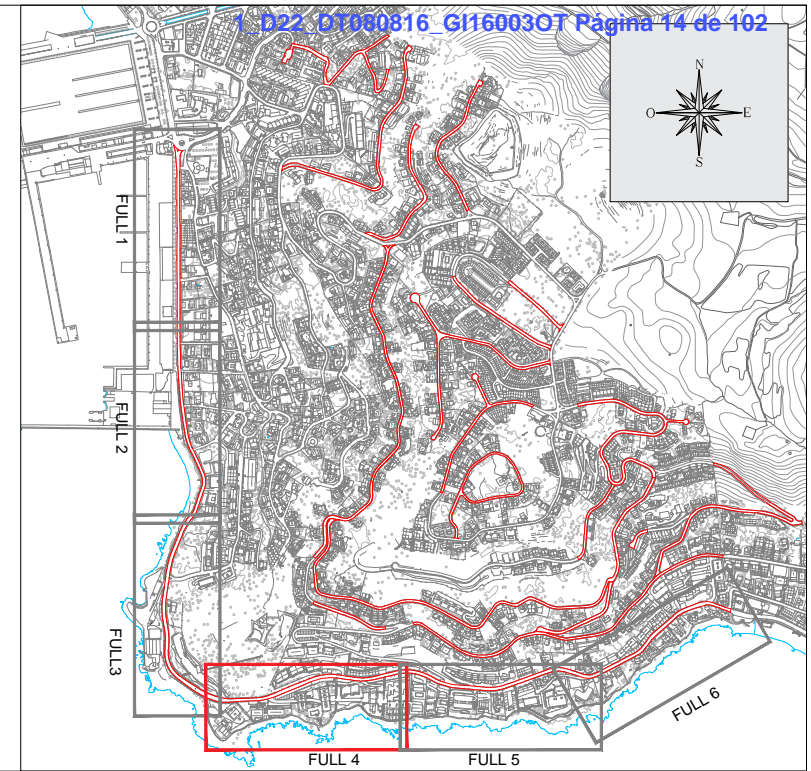 1_D22_DT080816_GI16003OT Página 14 de 102
N
O
E
S
FULL 1
FULL 2
FULL3
FULL 4
FULL 5
FULL 6